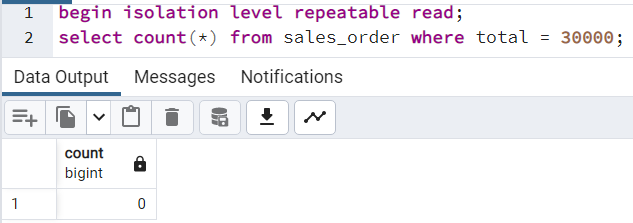 1 begin isolation level repeatable read;
2 select count(*) from sales_order where total = 30000;
Data Output Messages Notifications
count
bigint
1 0